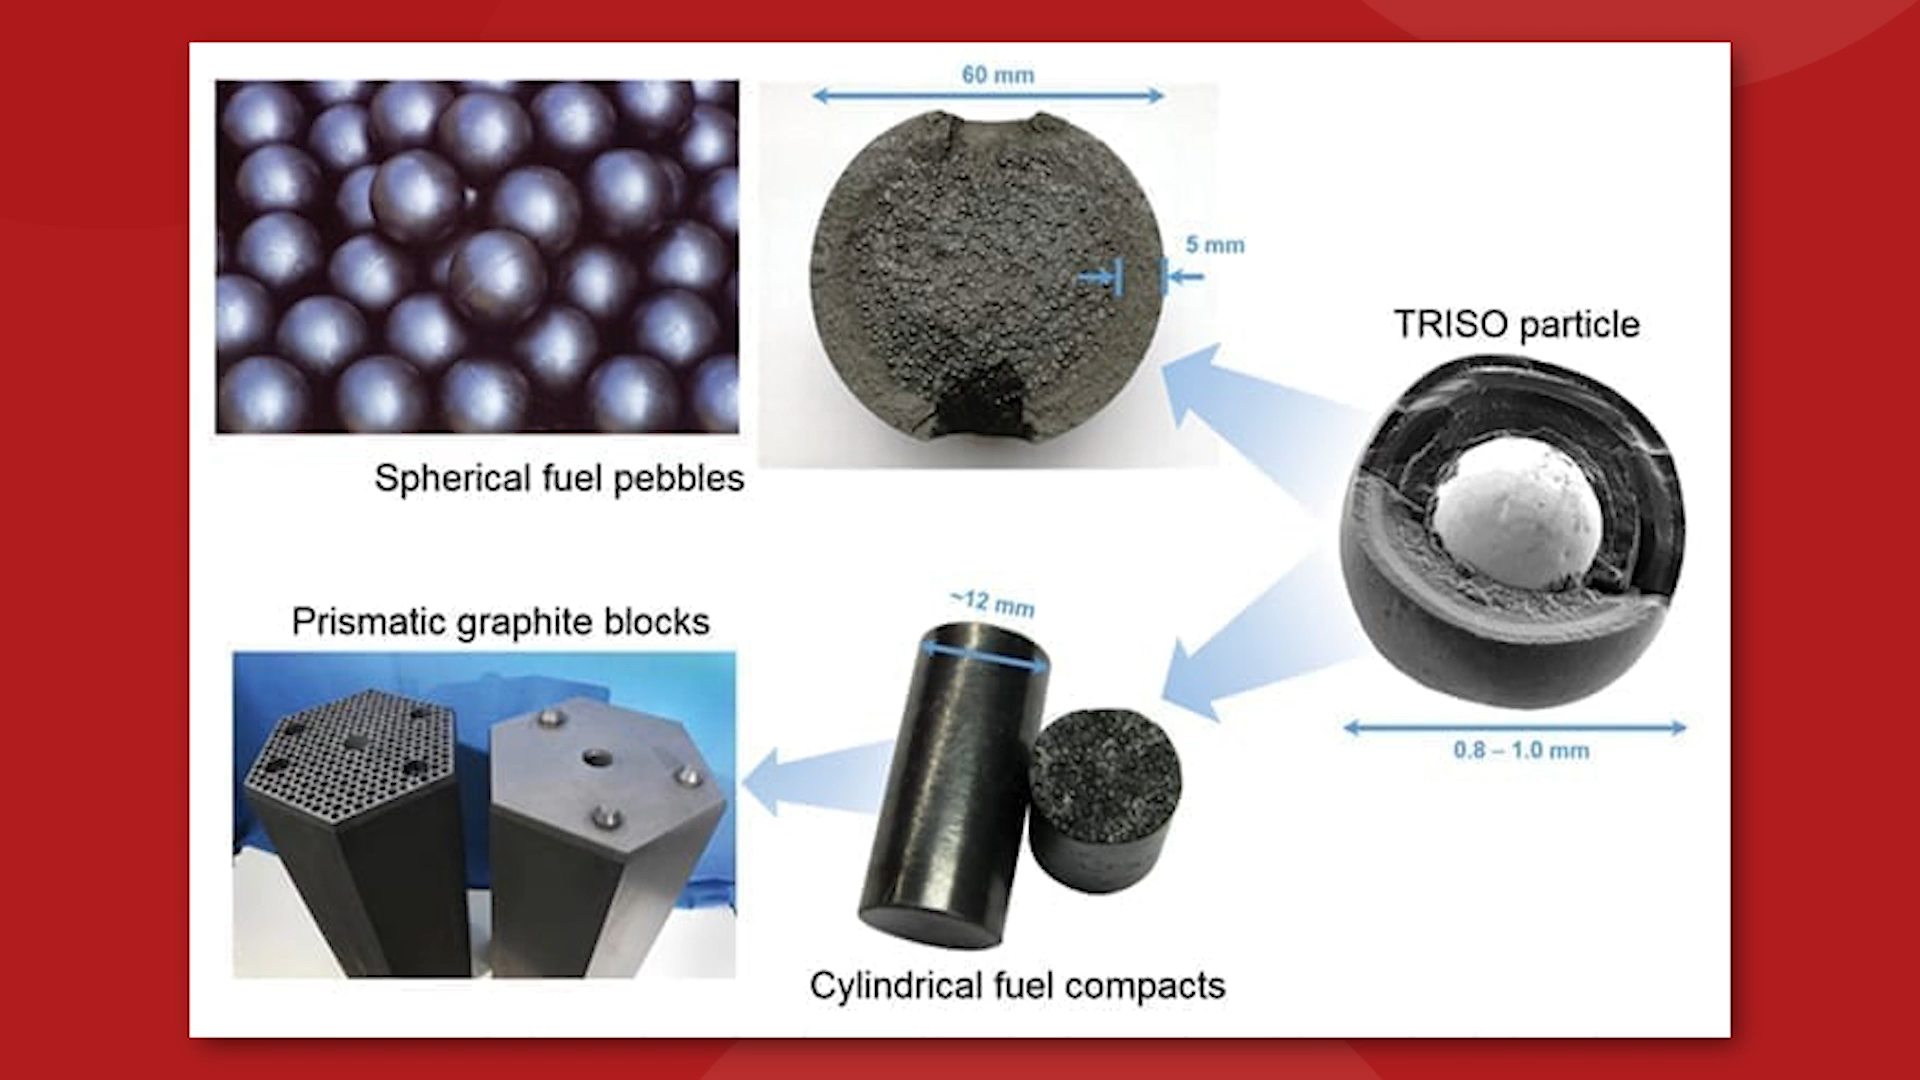 60 mm
5 mm
TRISO particle
Spherical fuel pebbles
Prismatic graphite blocks
~12 mm
0.8 – 1.0 mm
Cylindrical fuel compacts